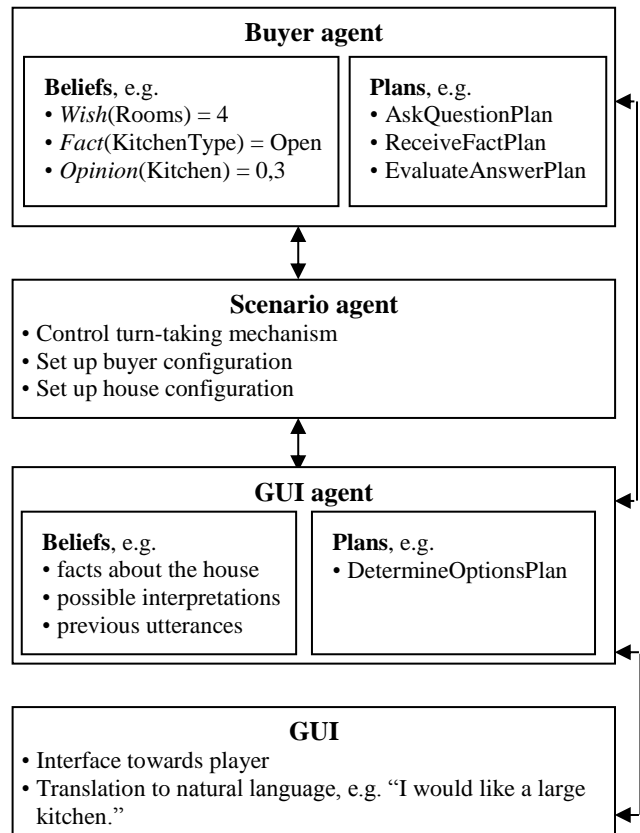 Buyer agent
Beliefs, e.g.
• Wish(Rooms) = 4
• Fact(KitchenType) = Open
• Opinion(Kitchen) = 0,3
Plans, e.g.
• AskQuestionPlan
• ReceiveFactPlan
• EvaluateAnswerPlan
Scenario agent
• Control turn-taking mechanism
• Set up buyer configuration
• Set up house configuration
GUI agent
Beliefs, e.g.
• facts about the house
• possible interpretations
• previous utterances
Plans, e.g.
• DetermineOptionsPlan
GUI
• Interface towards player
• Translation to natural language, e.g. “I would like a large
kitchen.”